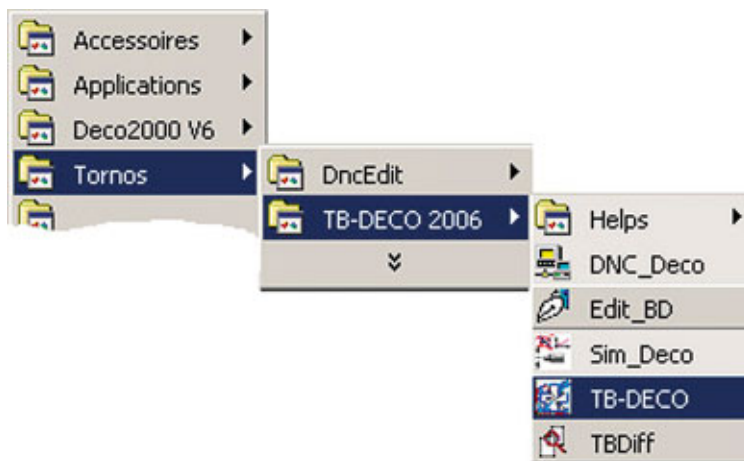 Accessoires
Applications
Deco2000 V6
Tornos
DncEdit
TB-DECO 2006
Helps
DNC_Deco
Edit_BD
Sim_Deco
TB-DECO
TBDiff